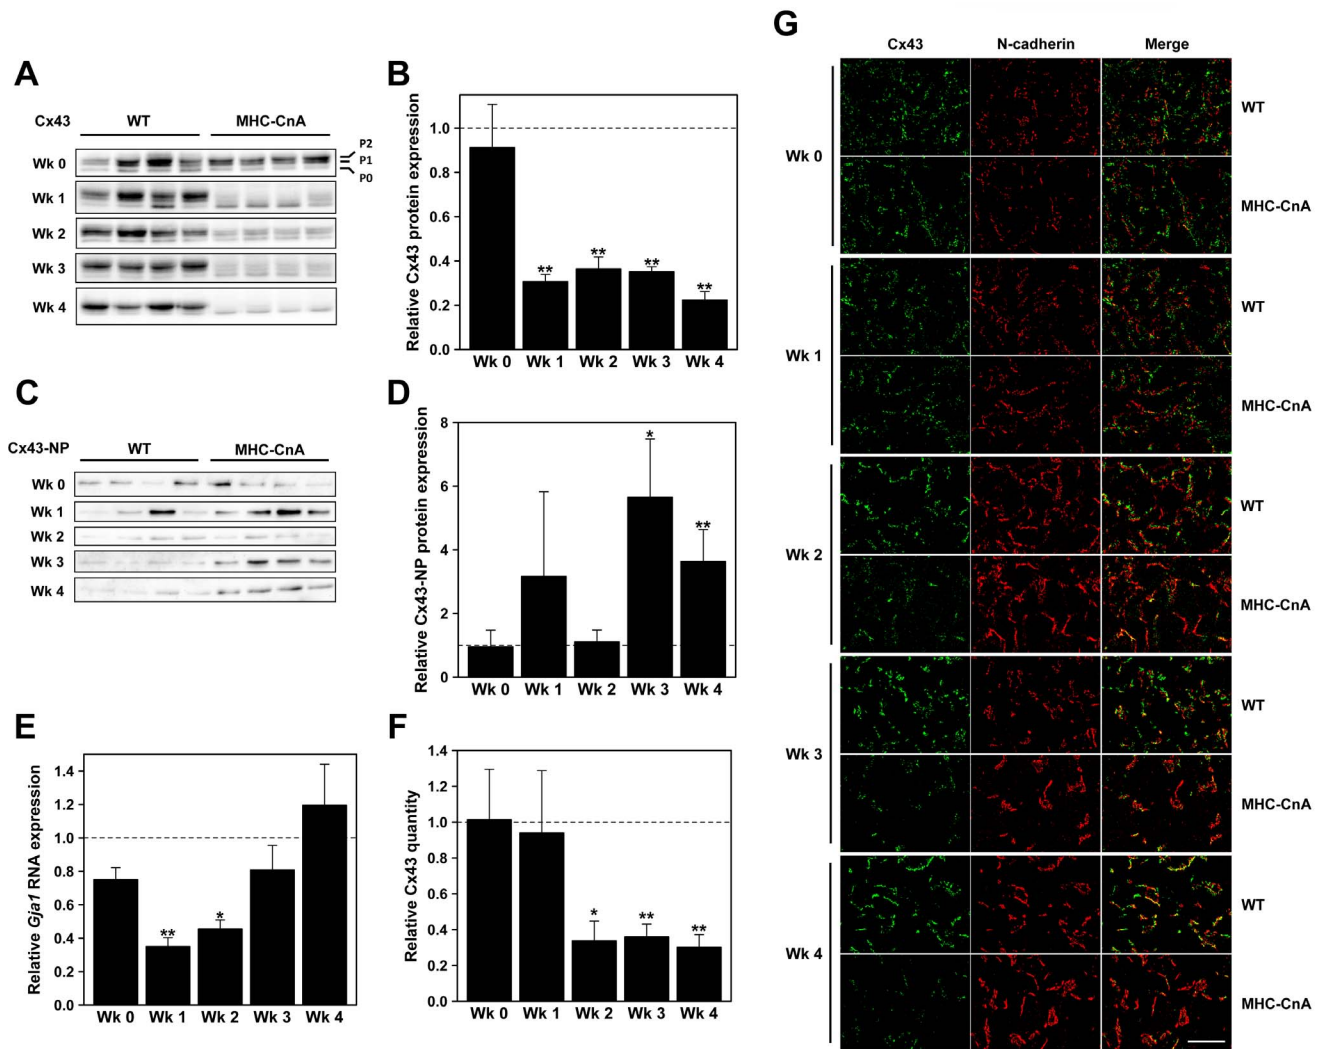 A
Cx43 WT MHC-CnA
Wk 0
P2
P1
P0
Wk 1
Wk 2
Wk 3
Wk 4
B
Relative Cx43 protein expression
1.0
0.8
0.6
0.4
0.2
0.0
** ** ** **
Wk 0 Wk 1 Wk 2 Wk 3 Wk 4
C
Cx43-NP WT MHC-CnA
Wk 0
Wk 1
Wk 2
Wk 3
Wk 4
D
Relative Cx43-NP protein expression
8
6
4
2
0
* **
Wk 0 Wk 1 Wk 2 Wk 3 Wk 4
E
Relative Gja1 RNA expression
1.4
1.2
1.0
0.8
0.6
0.4
0.2
0.0
** *
Wk 0 Wk 1 Wk 2 Wk 3 Wk 4
F
Relative Cx43 quantity
1.4
1.2
1.0
0.8
0.6
0.4
0.2
0.0
* ** **
Wk 0 Wk 1 Wk 2 Wk 3 Wk 4
G
Cx43 N-cadherin Merge
Wk 0
WT
MHC-CnA
Wk 1
WT
MHC-CnA
Wk 2
WT
MHC-CnA
Wk 3
WT
MHC-CnA
Wk 4
WT
MHC-CnA